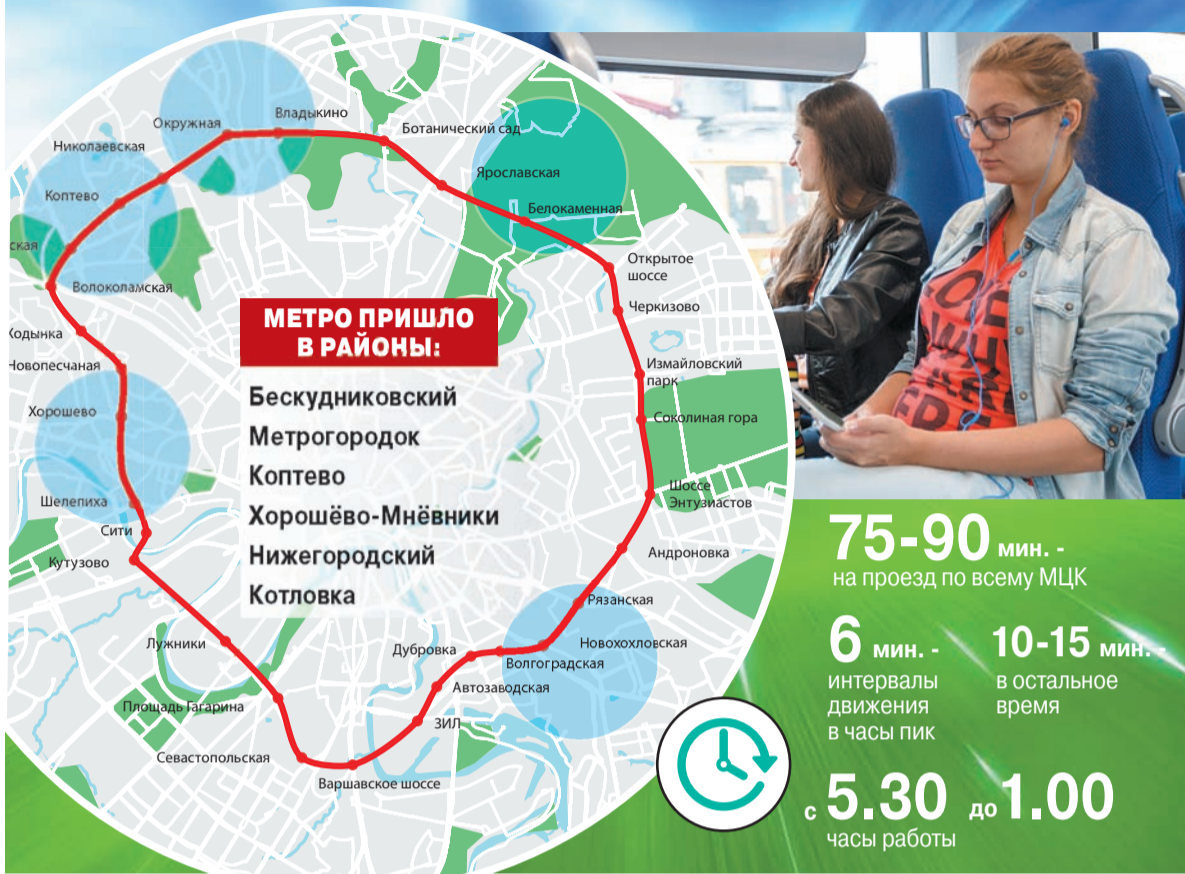 Окружная
Владыкино
Ботанический сад
Николаевская
Коптево
Ярославская
Белокаменная
ская
Волоколамская
Открытое
шоссе
Черкизово
Ходынка
Новопесчаная
Измайловский
парк
Хорошево
Соколиная гора
Шелепиха
Шоссе
Энтузиастов
Сити
Кутузово
Андроновка
Рязанская
Лужники
Дубровка
Новохохловская
Волгоградская
Автозаводская
Площадь Гагарина
ЗИЛ
Севастопольская
Варшавское шоссе
МЕТРО ПРИШЛО
В РАЙОНЫ:
Бескудниковский
Метрогородок
Коптево
Хорошёво-Мнёвники
Нижегородский
Котловка
75-90 мин. -
на проезд по всему МЦК
6 мин. -
интервалы
движения
в часы пик
10-15 мин. -
в остальное
время
с 5.30 до 1.00
часы работы